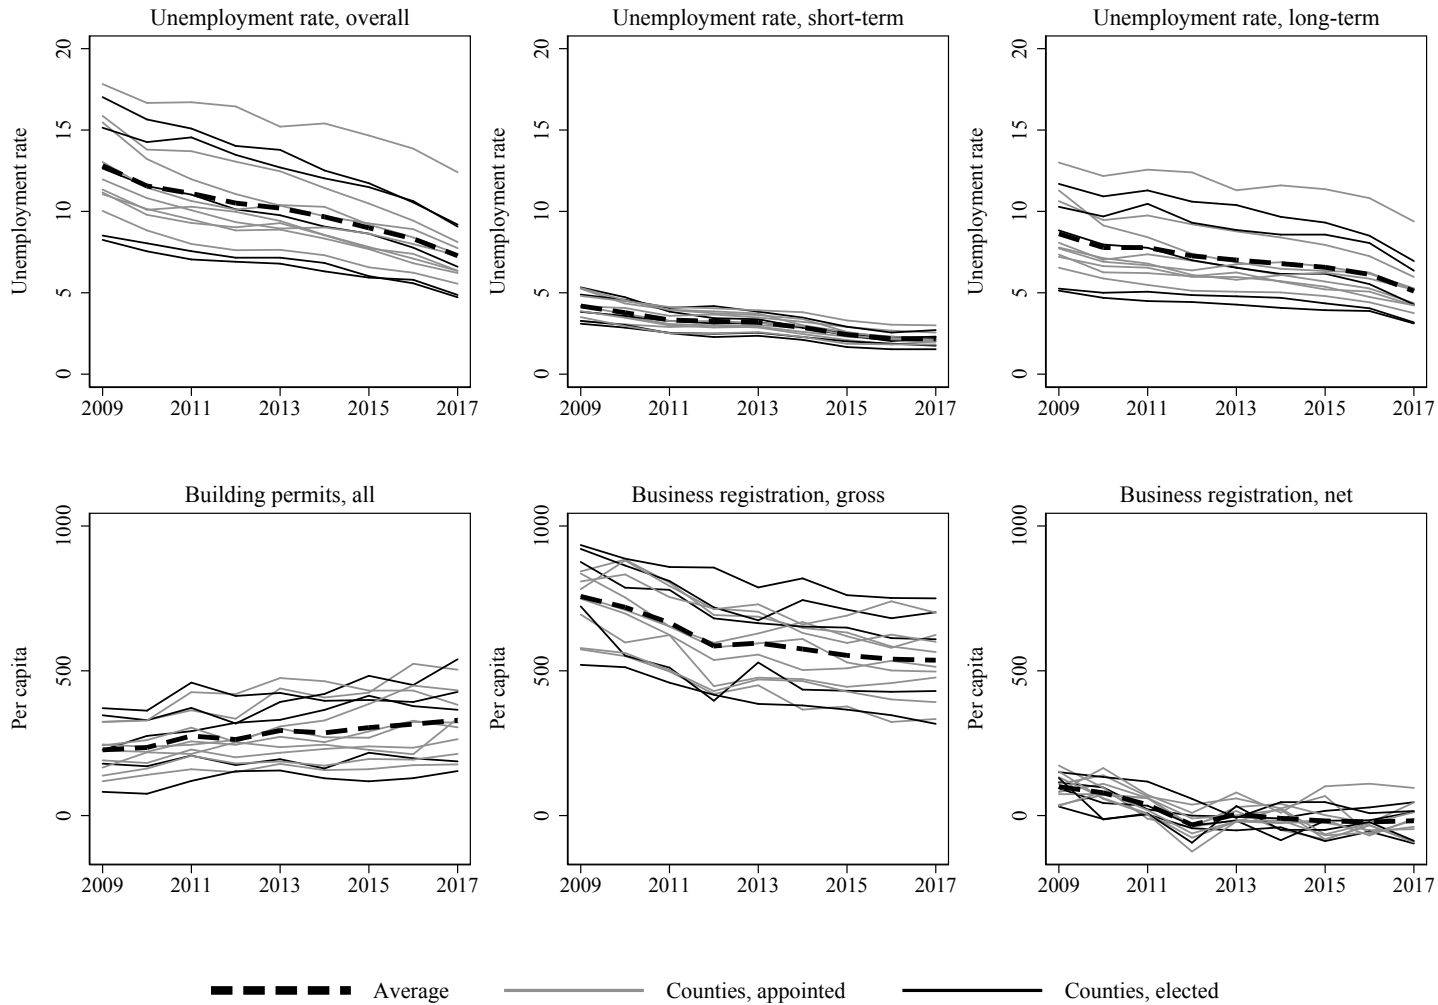 Unemployment rate, overall
Unemployment rate
20
15
10
5
0
2009 2011 2013 2015 2017
Unemployment rate, short-term
Unemployment rate
20
15
10
5
0
2009 2011 2013 2015 2017
Unemployment rate, long-term
Unemployment rate
20
15
10
5
0
2009 2011 2013 2015 2017
Building permits, all
Per capita
1000
500
0
2009 2011 2013 2015 2017
Business registration, gross
Per capita
1000
500
0
2009 2011 2013 2015 2017
Business registration, net
Per capita
1000
500
0
2009 2011 2013 2015 2017
Average Counties, appointed Counties, elected